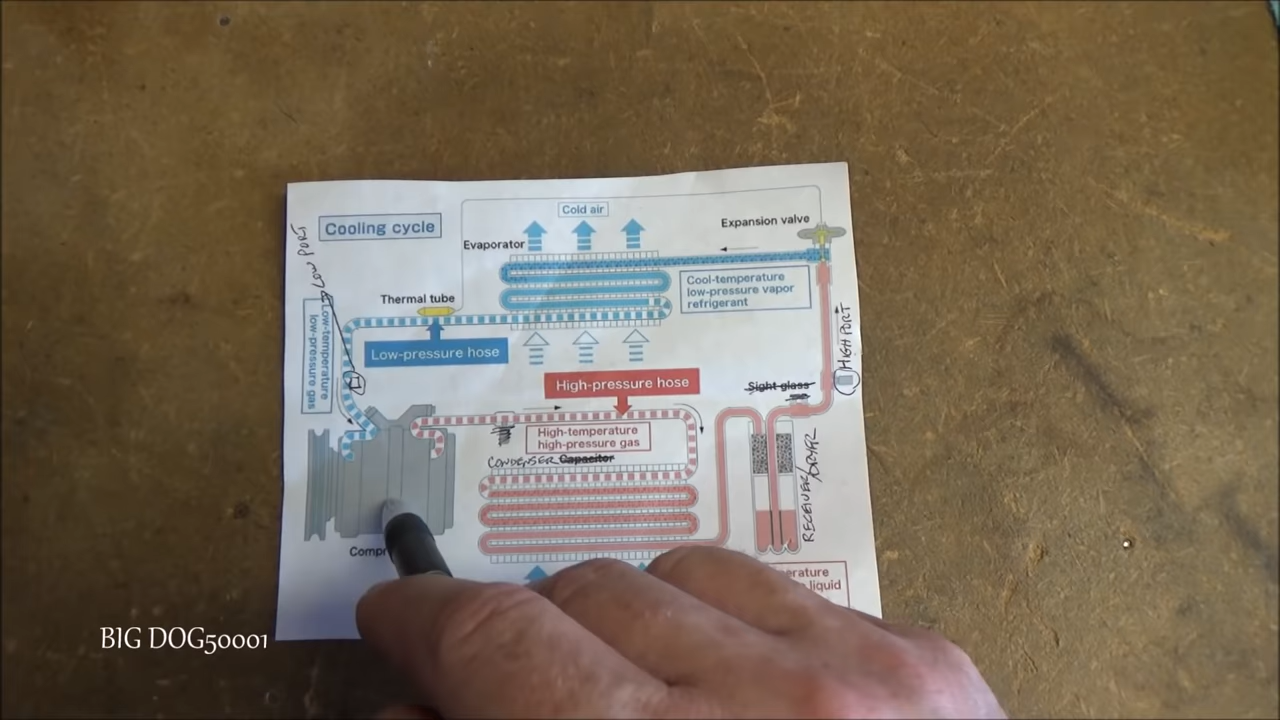 Cold air
Expansion valve
Cooling cycle
Evaporator
LOW PORT
Cool-temperature
low-pressure vapor
refrigerant
Thermal tube
Low-temperature
low-pressure gas
Low-pressure hose
HIGH PORT
High-pressure hose
Sight glass
High-temperature
high-pressure gas
CONDENSER Capacitor
RECEIVER/DRYER
liquid
BIG DOG50001